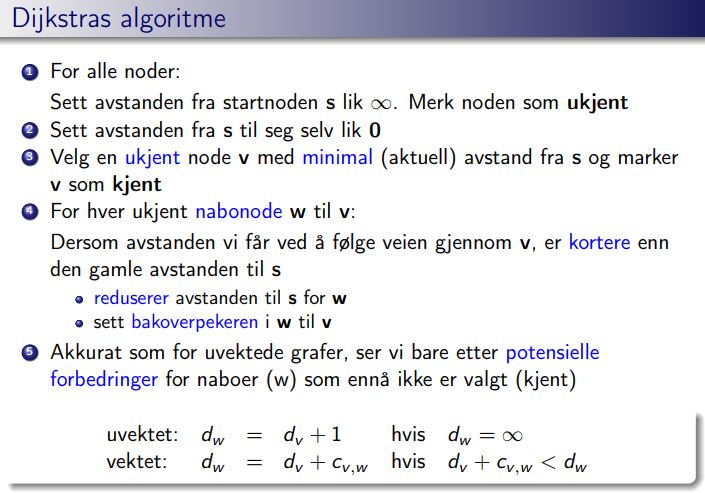 Dijkstras algoritme
1 For alle noder:
Sett avstanden fra startnoden s lik ∞. Merk noden som ukjent
2 Sett avstanden fra s til seg selv lik 0
3 Velg en ukjent node v med minimal (aktuell) avstand fra s og marker
v som kjent
4 For hver ukjent nabonode w til v:
Dersom avstanden vi får ved å følge veien gjennom v, er kortere enn
den gamle avstanden til s
• reduserer avstanden til s for w
• sett bakoverpekeren i w til v
5 Akkurat som for uvektede grafer, ser vi bare etter potensielle
forbedringer for naboer (w) som ennå ikke er valgt (kjent)
uvektet: d_w = d_v + 1 hvis d_w = ∞
vektet: d_w = d_v + c_{v,w} hvis d_v + c_{v,w} < d_w